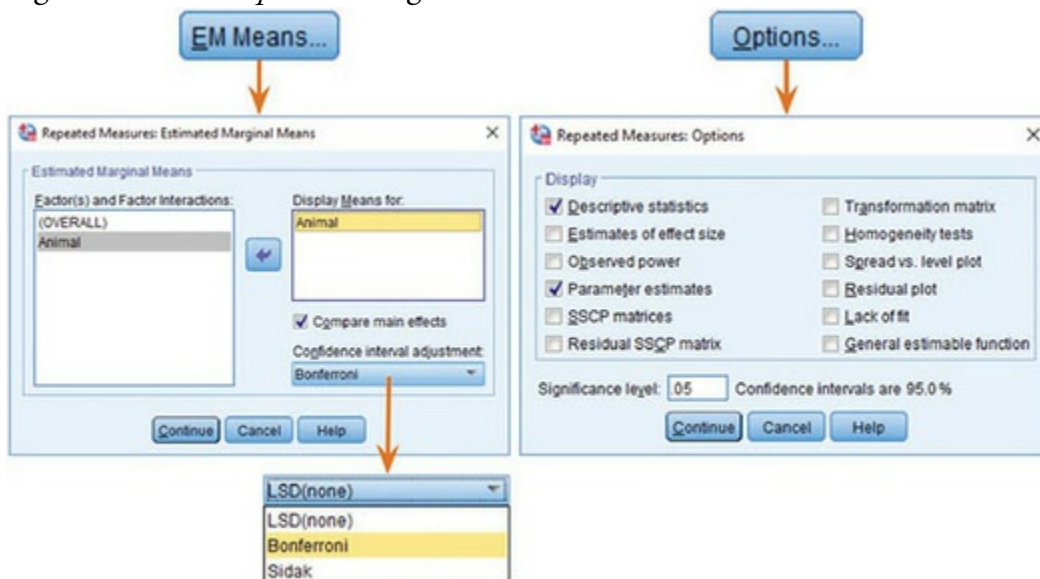 EM Means...
Options...
Repeated Measures: Estimated Marginal Means
Estimated Marginal Means
Factor(s) and Factor Interactions:
(OVERALL)
Animal
Display Means for:
Animal
Compare main effects
Confidence interval adjustment:
Bonferroni
Continue
Cancel
Help
LSD(none)
LSD(none)
Bonferroni
Sidak
Repeated Measures: Options
Display
Descriptive statistics
Estimates of effect size
Observed power
Parameter estimates
SSCP matrices
Residual SSCP matrix
Transformation matrix
Homogeneity tests
Spread vs. level plot
Residual plot
Lack of fit
General estimable function
Significance level: .05 Confidence intervals are 95.0 %
Continue
Cancel
Help